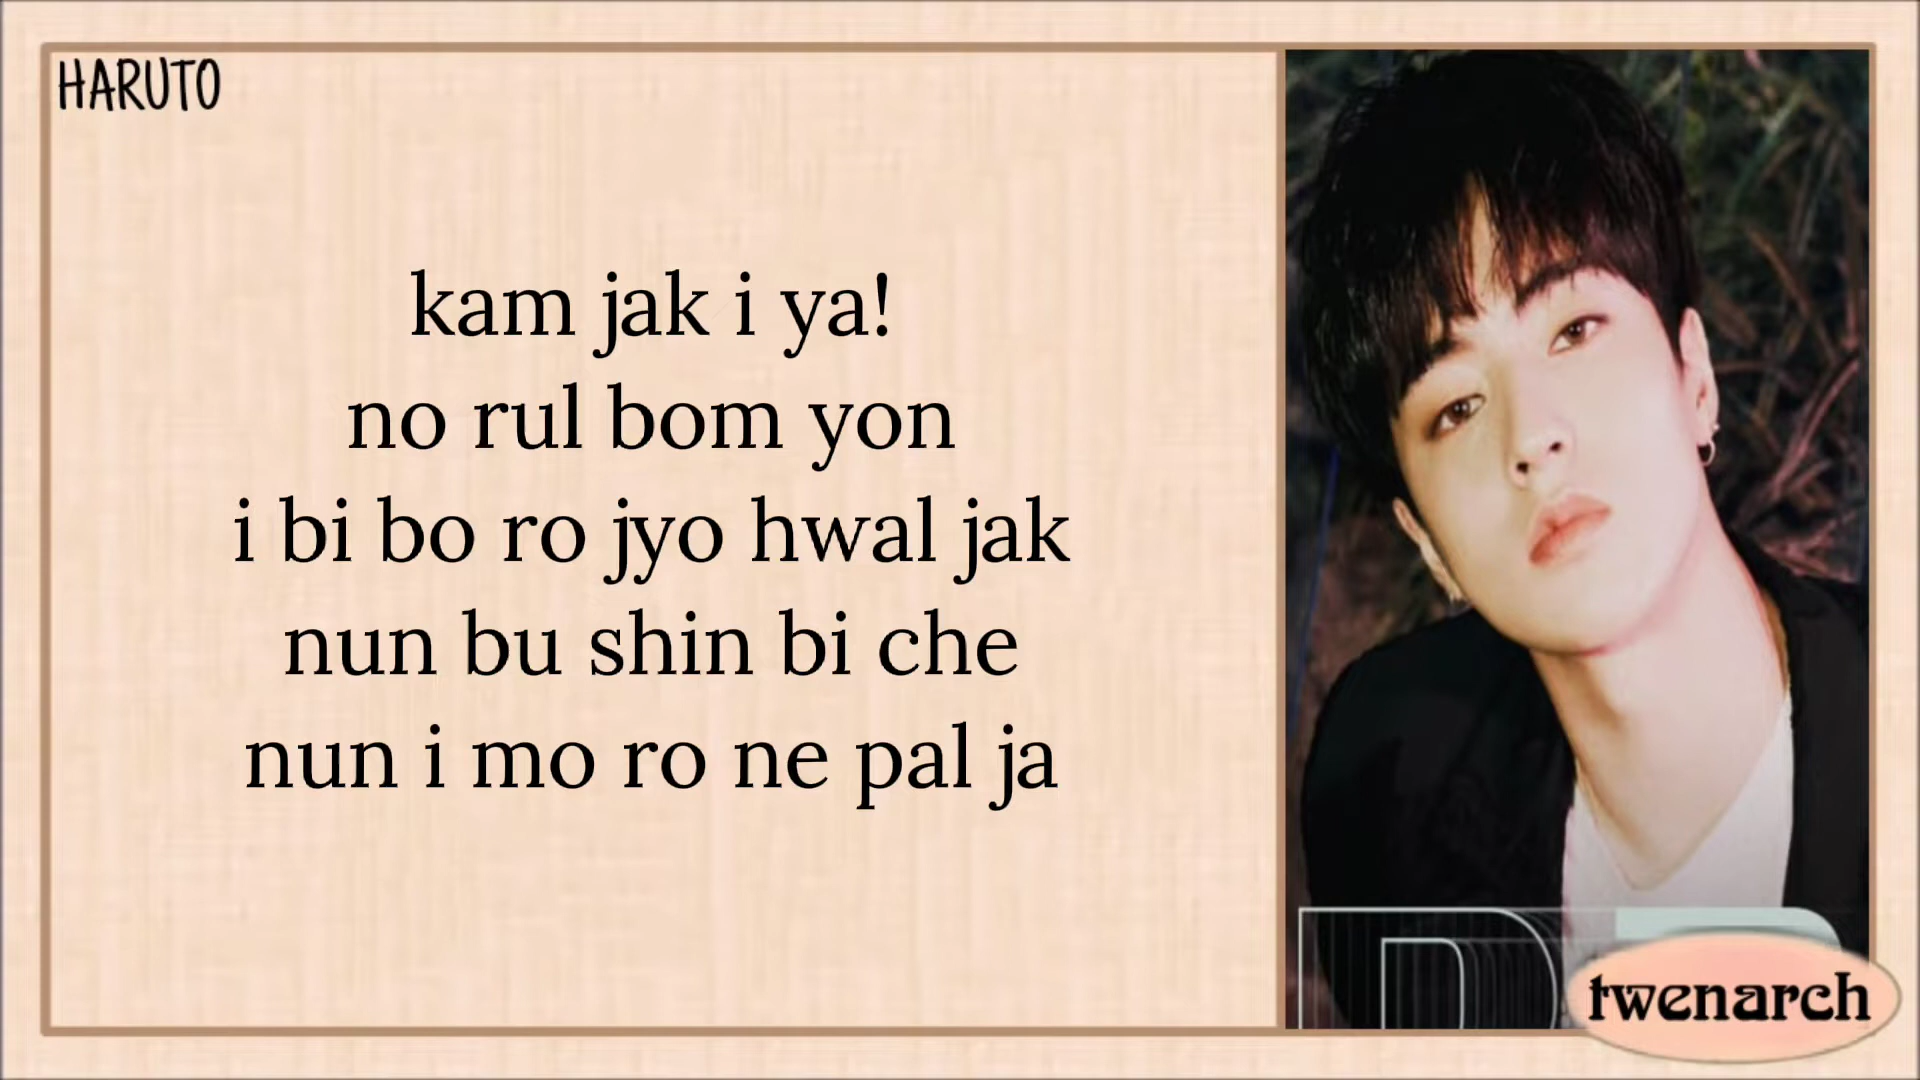 HARUTO
kam jak i ya!
no rul bom yon
i bi bo ro jyo hwal jak
nun bu shin bi che
nun i mo ro ne pal ja
twenarch